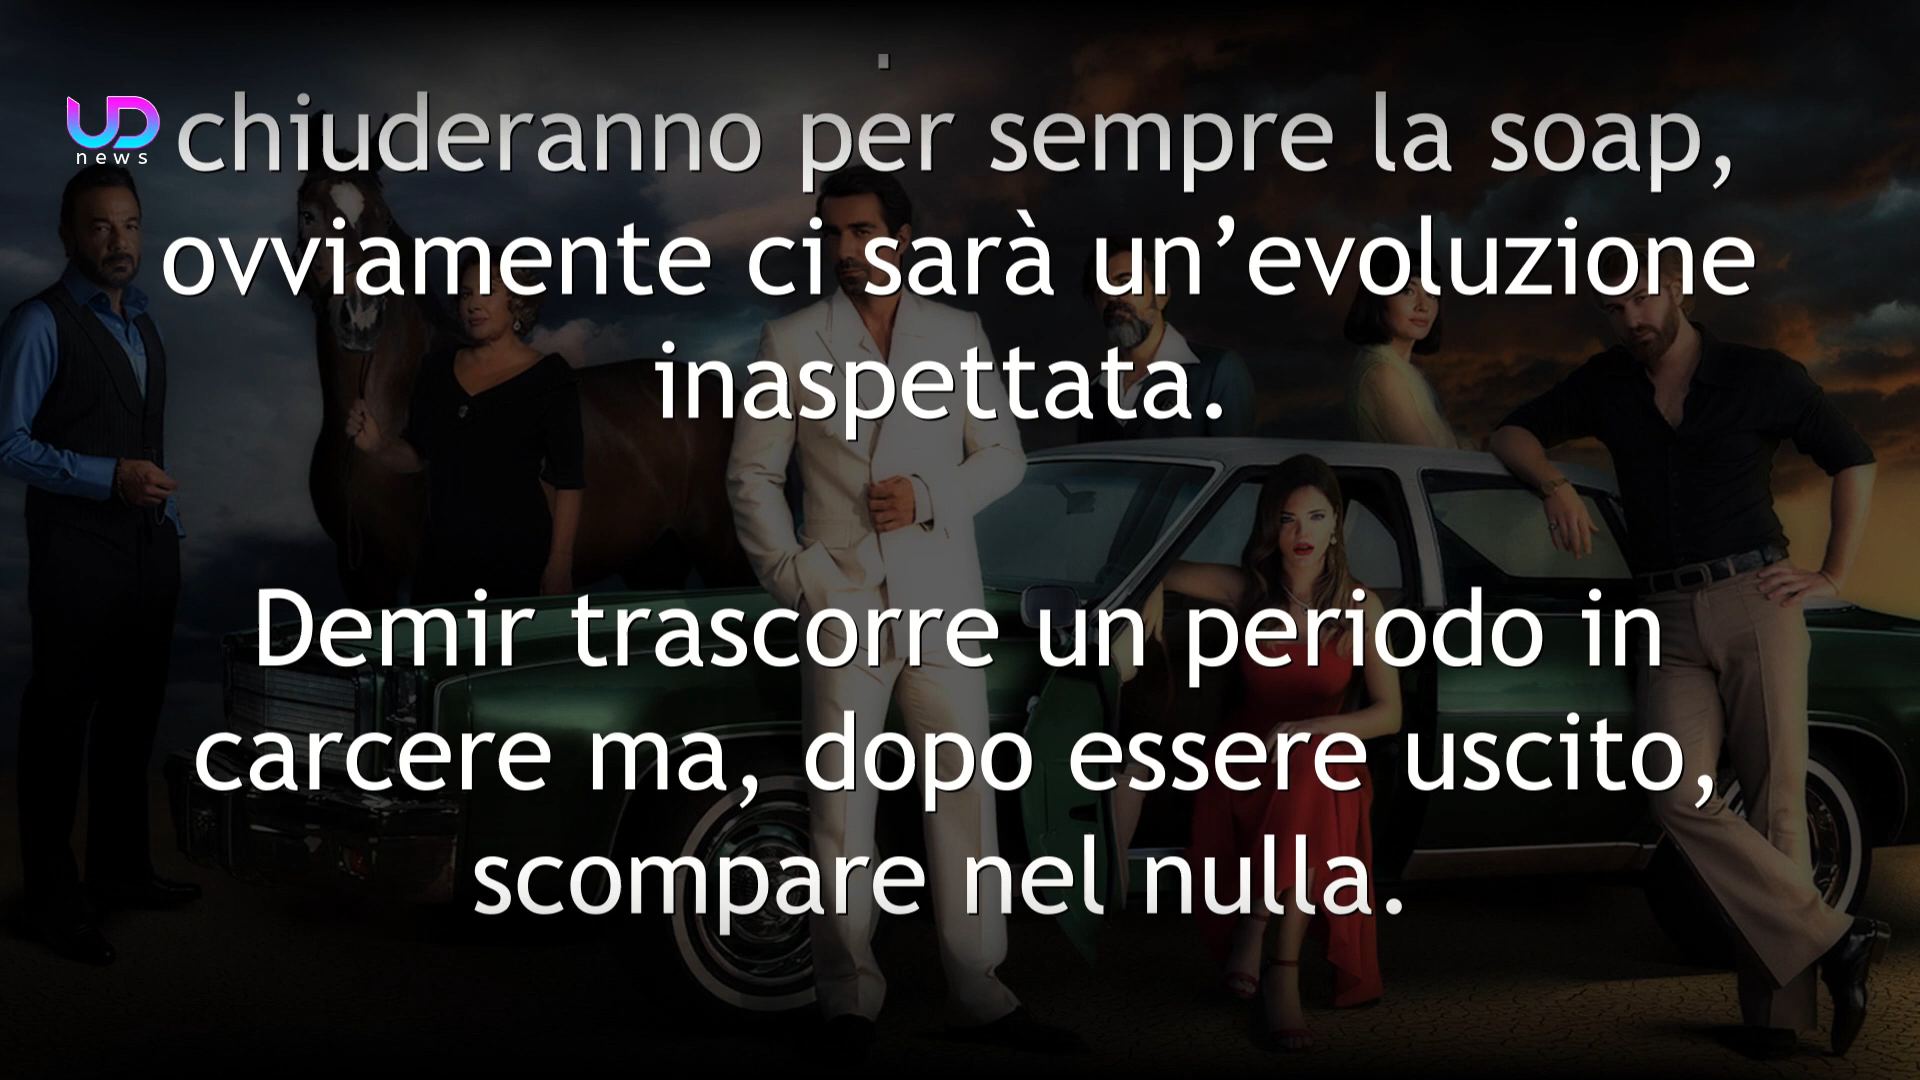 UD
news
chiuderanno per sempre la soap,
ovviamente ci sarà un’evoluzione
inaspettata.
Demir trascorre un periodo in
carcere ma, dopo essere uscito,
scompare nel nulla.